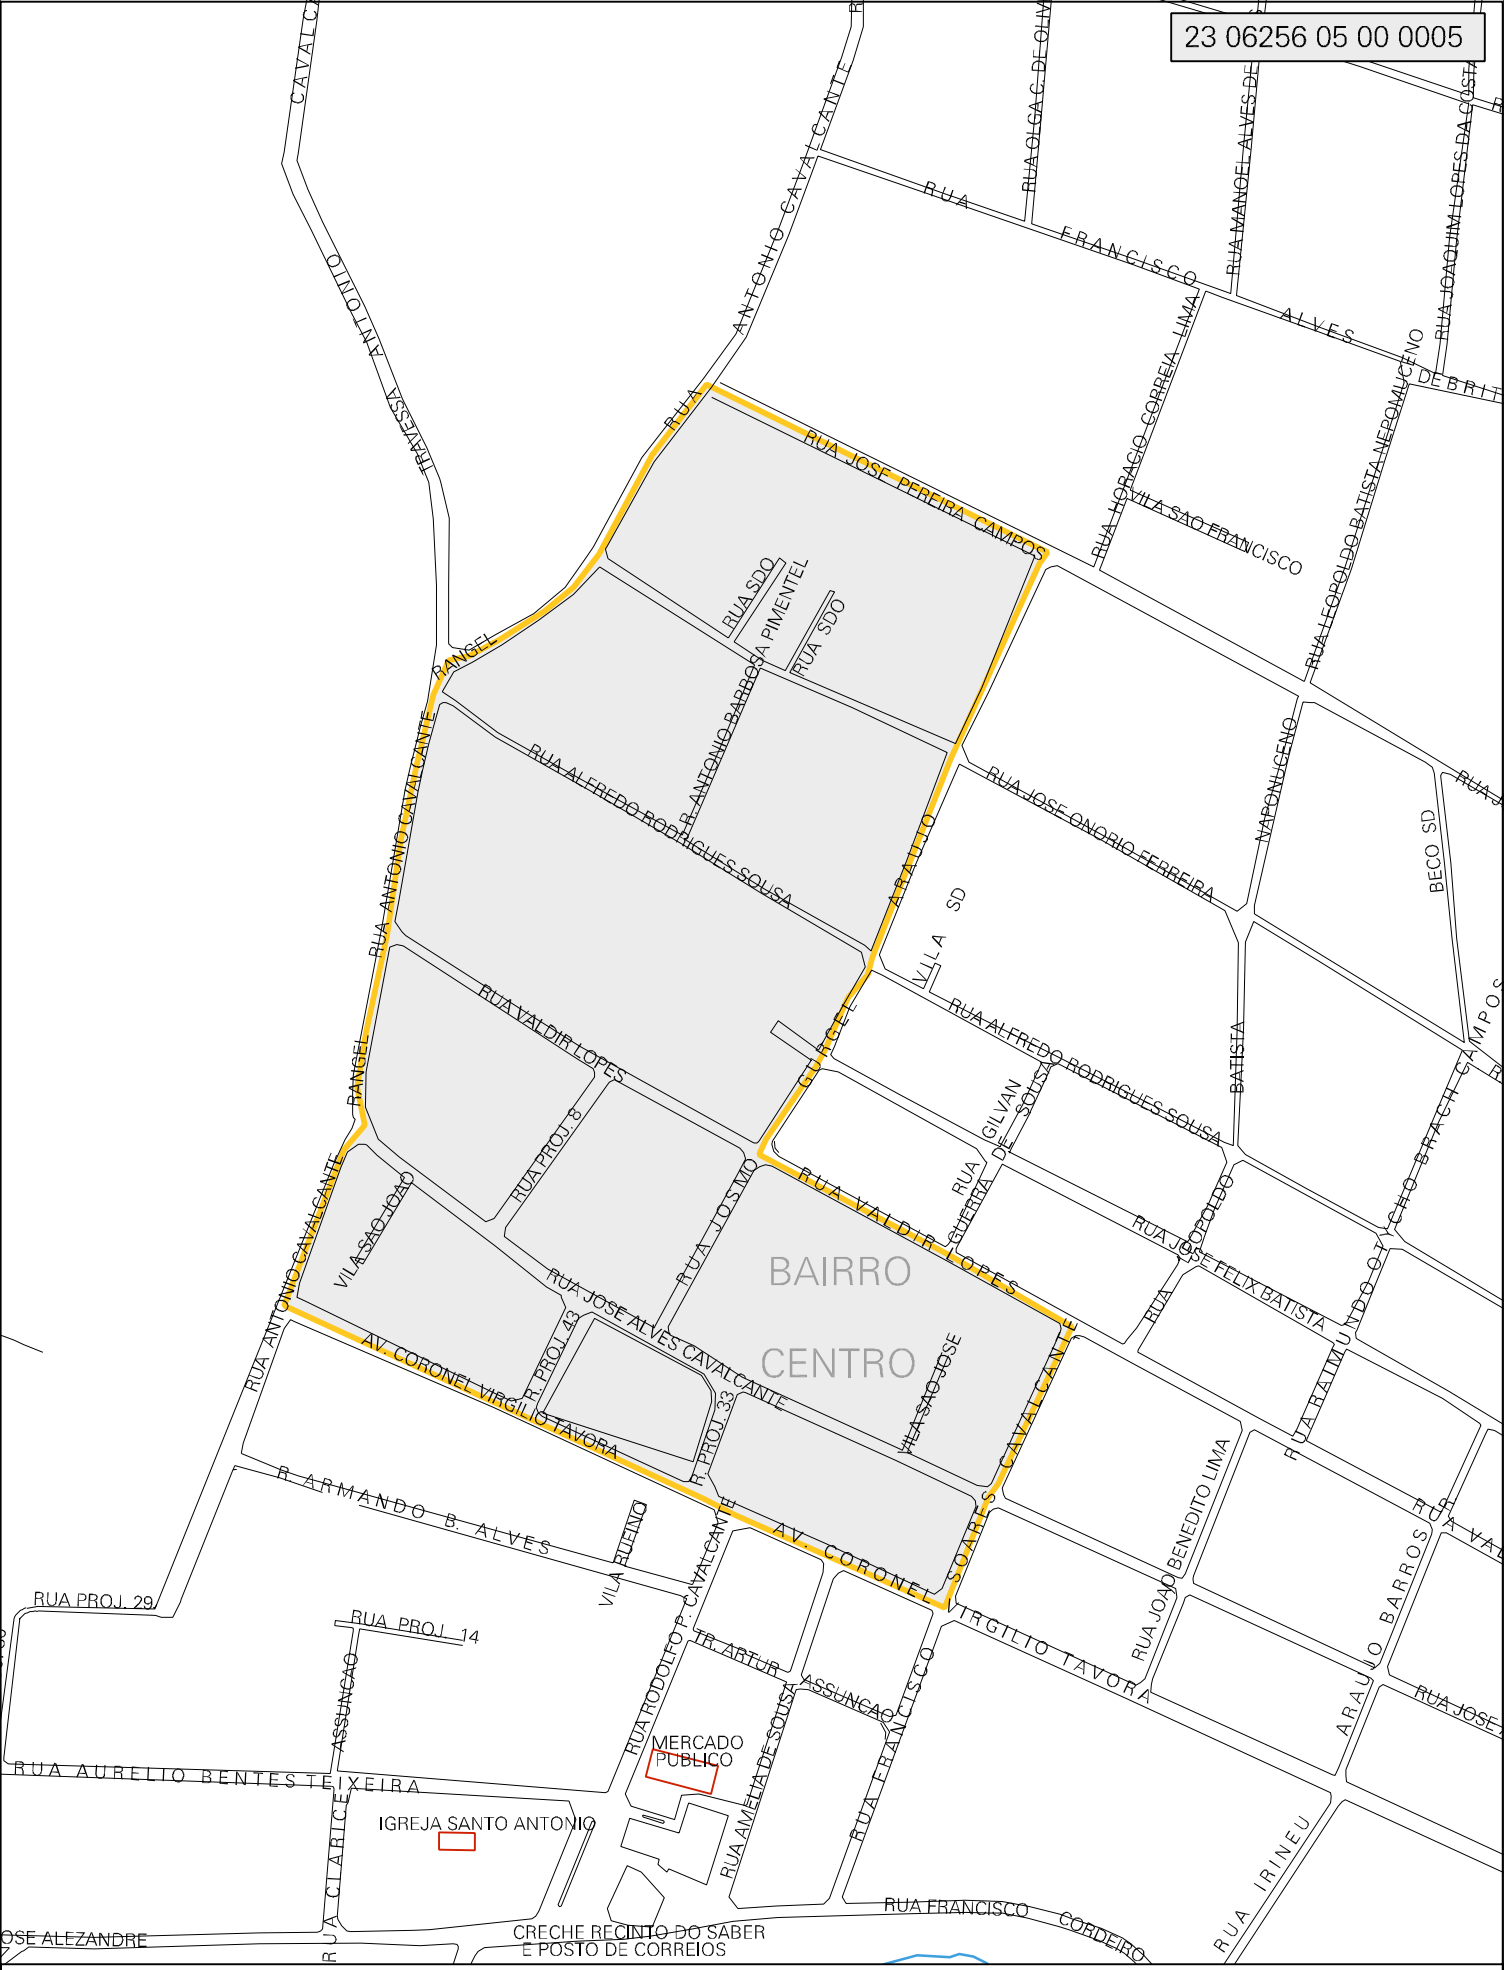 23 06256 05 00 0005
RUA ANTONIO CAVALCANTE RANGEL
TRAVESSA ANTONIO
RUA OLGA C. DE
RUA MANOEL ALVES DE
RUA JOAQUIM LOPES DA COSTA
RUA FRANCISCO ALVES DE BRIT
RUA HORACIO CORREIA LIMA
VILA SAO FRANCISCO
RUA LEOPOLDO BATISTA NEPOMUCENO
RUA JOSE PEREIRA CAMPOS
RUA SDO
R. ANTONIO BARBOSA PIMENTEL
RUA SDO
RUA ALFREDO RODRIGUES SOUSA
RUA ANTONIO CAVALCANTE RANGEL
GURGEL ARAUJO
RUA JOSE ONORIO FERREIRA
NAPONUCENO
BECO SD
RUA J
VILA SD
RUA ALFREDO RODRIGUES SOUSA
RUA VALDIR LOPES
RUA PROJ. 8
RUA JOSMO
RUA GILVAN
GUERRA DE SOUSA
BATISTA
RUA LEOPOLDO
RUA RAIMUNDO OTYCHO BRACH CAMPOS
RUA VALDIR LOPES
RUA JOSE FELIX BATISTA
VILA SAO JOAO
RUA ANTONIO CAVALCANTE
BAIRRO
CENTRO
RUA JOSE ALVES CAVALCANTE
VILA SAO JOSE
R. PROJ. 43
R. PROJ. 33
AV. CORONEL VIRGILIO TAVORA
R. ARMANDO B. ALVES
VILA RUFINO
RUA RODOLFO P. CAVALCANTE
AV. CORONEL VIRGILIO TAVORA
RUA FRANCISCO SOARES CAVALCANTE
RUA JOAO BENEDITO LIMA
RUA VAL
RUA IRINEU ARAUJO BARROS
RUA JOSE A
RUA PROJ. 29
RUA PROJ. 14
TR. ARTUR ASSUNCAO
RUA CLARICE ASSUNCAO
RUA AMELIA DE SOUSA
MERCADO
PUBLICO
RUA AURELIO BENTES TEIXEIRA
IGREJA SANTO ANTONIO
RUA FRANCISCO CORDEIRO
CRECHE RECINTO DO SABER
E POSTO DE CORREIOS
OSE ALEZANDRE